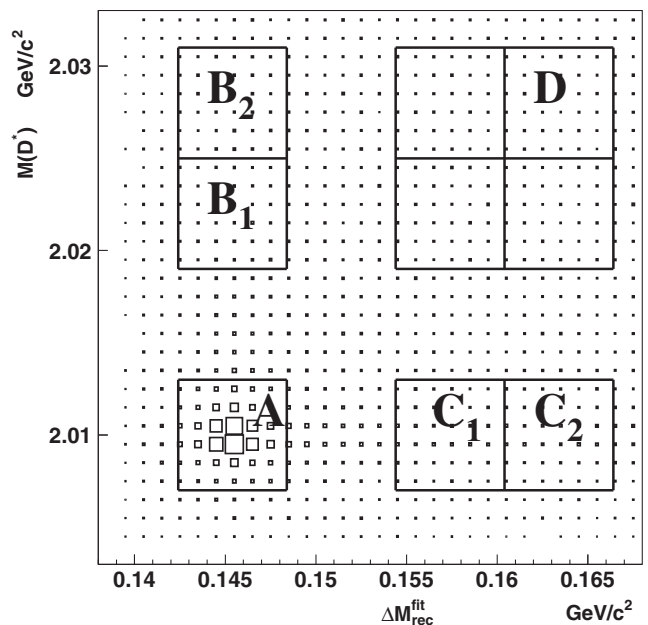 M(D*) GeV/c²
2.03
2.02
2.01
B₂
D
B₁
A
C₁
C₂
0.14 0.145 0.15 0.155 0.16 0.165
ΔM_rec^fit GeV/c²